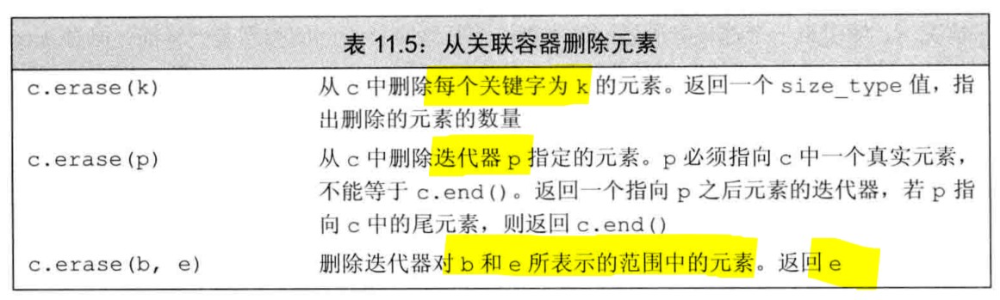 表 11.5：从关联容器删除元素
c.erase(k) 从 c 中删除每个关键字为 k 的元素。返回一个 size_type 值，指
出删除的元素的数量
c.erase(p) 从 c 中删除迭代器 p 指定的元素。p 必须指向 c 中一个真实元素，
不能等于 c.end()。返回一个指向 p 之后元素的迭代器，若 p 指
向 c 中的尾元素，则返回 c.end()
c.erase(b, e) 删除迭代器对 b 和 e 所表示的范围中的元素。返回 e